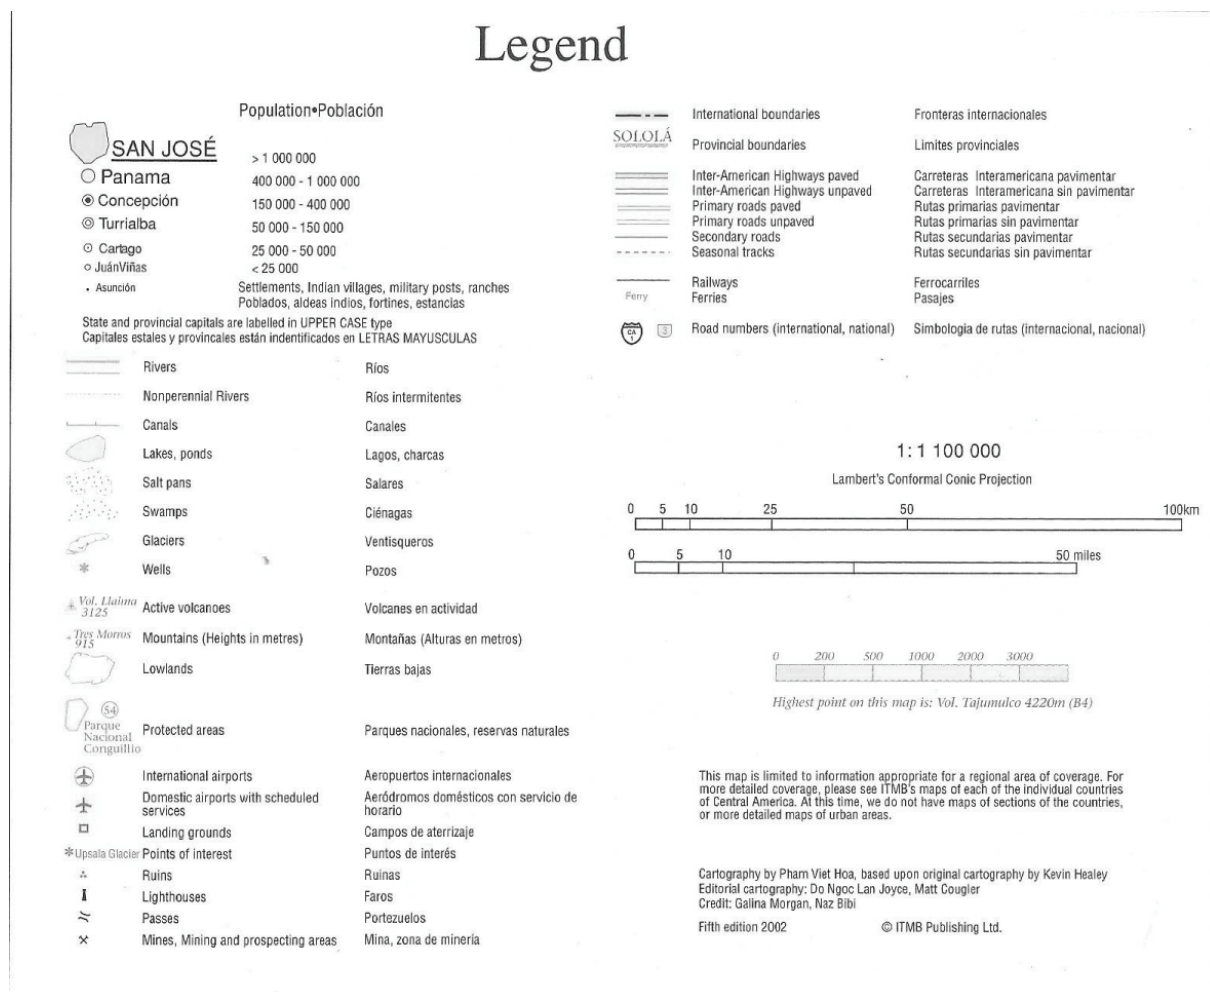 Legend
Population•Población
SAN JOSÉ > 1 000 000
Panama 400 000 - 1 000 000
Concepción 150 000 - 400 000
Turrialba 50 000 - 150 000
Cartago 25 000 - 50 000
JuánViñas < 25 000
Asunción Settlements, Indian villages, military posts, ranches
Poblados, aldeas indios, fortines, estancias
State and provincial capitals are labelled in UPPER CASE type
Capitales estales y provincales están indentificados en LETRAS MAYUSCULAS
Rivers Ríos
Nonperennial Rivers Ríos intermitentes
Canals Canales
Lakes, ponds Lagos, charcas
Salt pans Salares
Swamps Ciénagas
Glaciers Ventisqueros
Wells Pozos
Vol. Llaima
3125 Active volcanoes Volcanes en actividad
Tres Morros
915 Mountains (Heights in metres) Montañas (Alturas en metros)
Lowlands Tierras bajas
54
Parque
Nacional
Conguillio Protected areas Parques nacionales, reservas naturales
International airports Aeropuertos internacionales
Domestic airports with scheduled
services Aeródromos domésticos con servicio de
horario
Landing grounds Campos de aterrizaje
*Upsala Glacier Points of interest Puntos de interés
Ruins Ruinas
Lighthouses Faros
Passes Portezuelos
Mines, Mining and prospecting areas Mina, zona de minería
International boundaries Fronteras internacionales
SOLOLÁ Provincial boundaries Limites provinciales
Inter-American Highways paved Carreteras Interamericana pavimentar
Inter-American Highways unpaved Carreteras Interamericana sin pavimentar
Primary roads paved Rutas primarias pavimentar
Primary roads unpaved Rutas primarias sin pavimentar
Secondary roads Rutas secundarias pavimentar
Seasonal tracks Rutas secundarias sin pavimentar
Railways Ferrocarriles
Ferry Ferries Pasajes
CA 1 3 Road numbers (international, national) Simbologia de rutas (internacional, nacional)
1:1 100 000
Lambert's Conformal Conic Projection
0 5 10 25 50 100km
0 5 10 50 miles
0 200 500 1000 2000 3000
Highest point on this map is: Vol. Tajumulco 4220m (B4)
This map is limited to information appropriate for a regional area of coverage. For
more detailed coverage, please see ITMB's maps of each of the individual countries
of Central America. At this time, we do not have maps of sections of the countries,
or more detailed maps of urban areas.
Cartography by Pham Viet Hoa, based upon original cartography by Kevin Healey
Editorial cartography: Do Ngoc Lan Joyce, Matt Cougler
Credit: Galina Morgan, Naz Bibi
Fifth edition 2002 © ITMB Publishing Ltd.